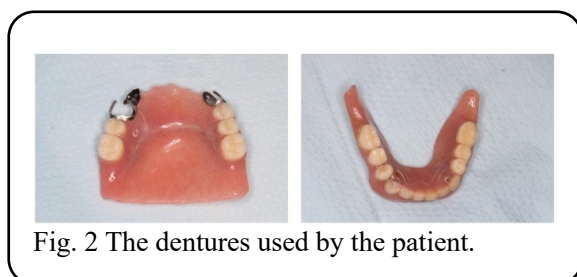 Fig. 2 The dentures used by the patient.